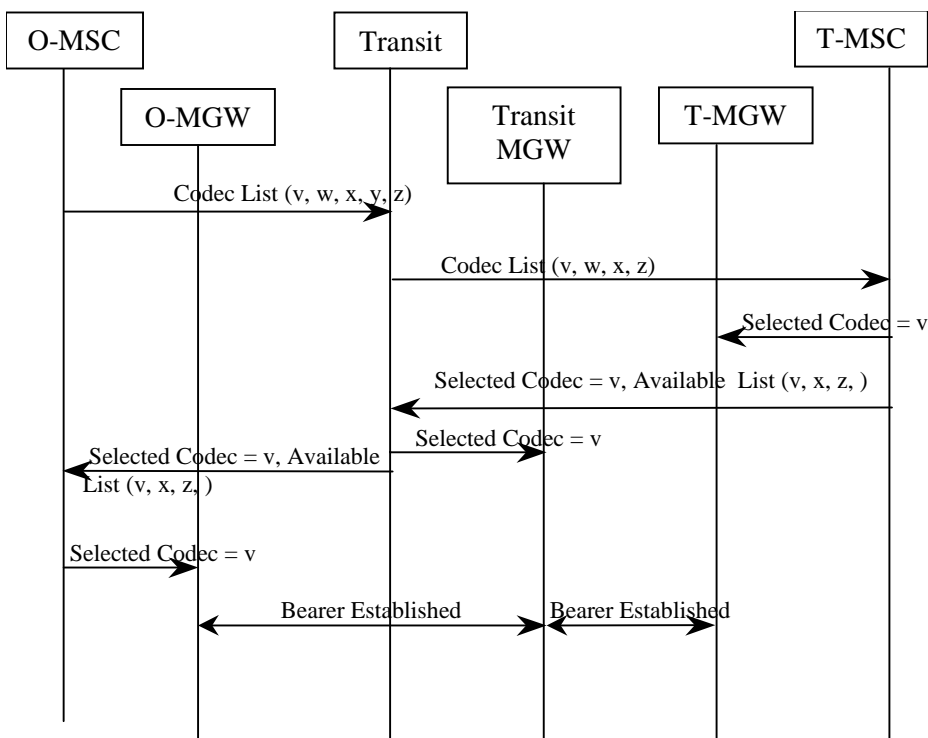 O-MSC
Transit
T-MSC
O-MGW
Transit
MGW
T-MGW
Codec List (v, w, x, y, z)
Codec List (v, w, x, z)
Selected Codec = v
Selected Codec = v, Available List (v, x, z, )
Selected Codec = v
Selected Codec = v, Available
List (v, x, z, )
Selected Codec = v
Bearer Established
Bearer Established